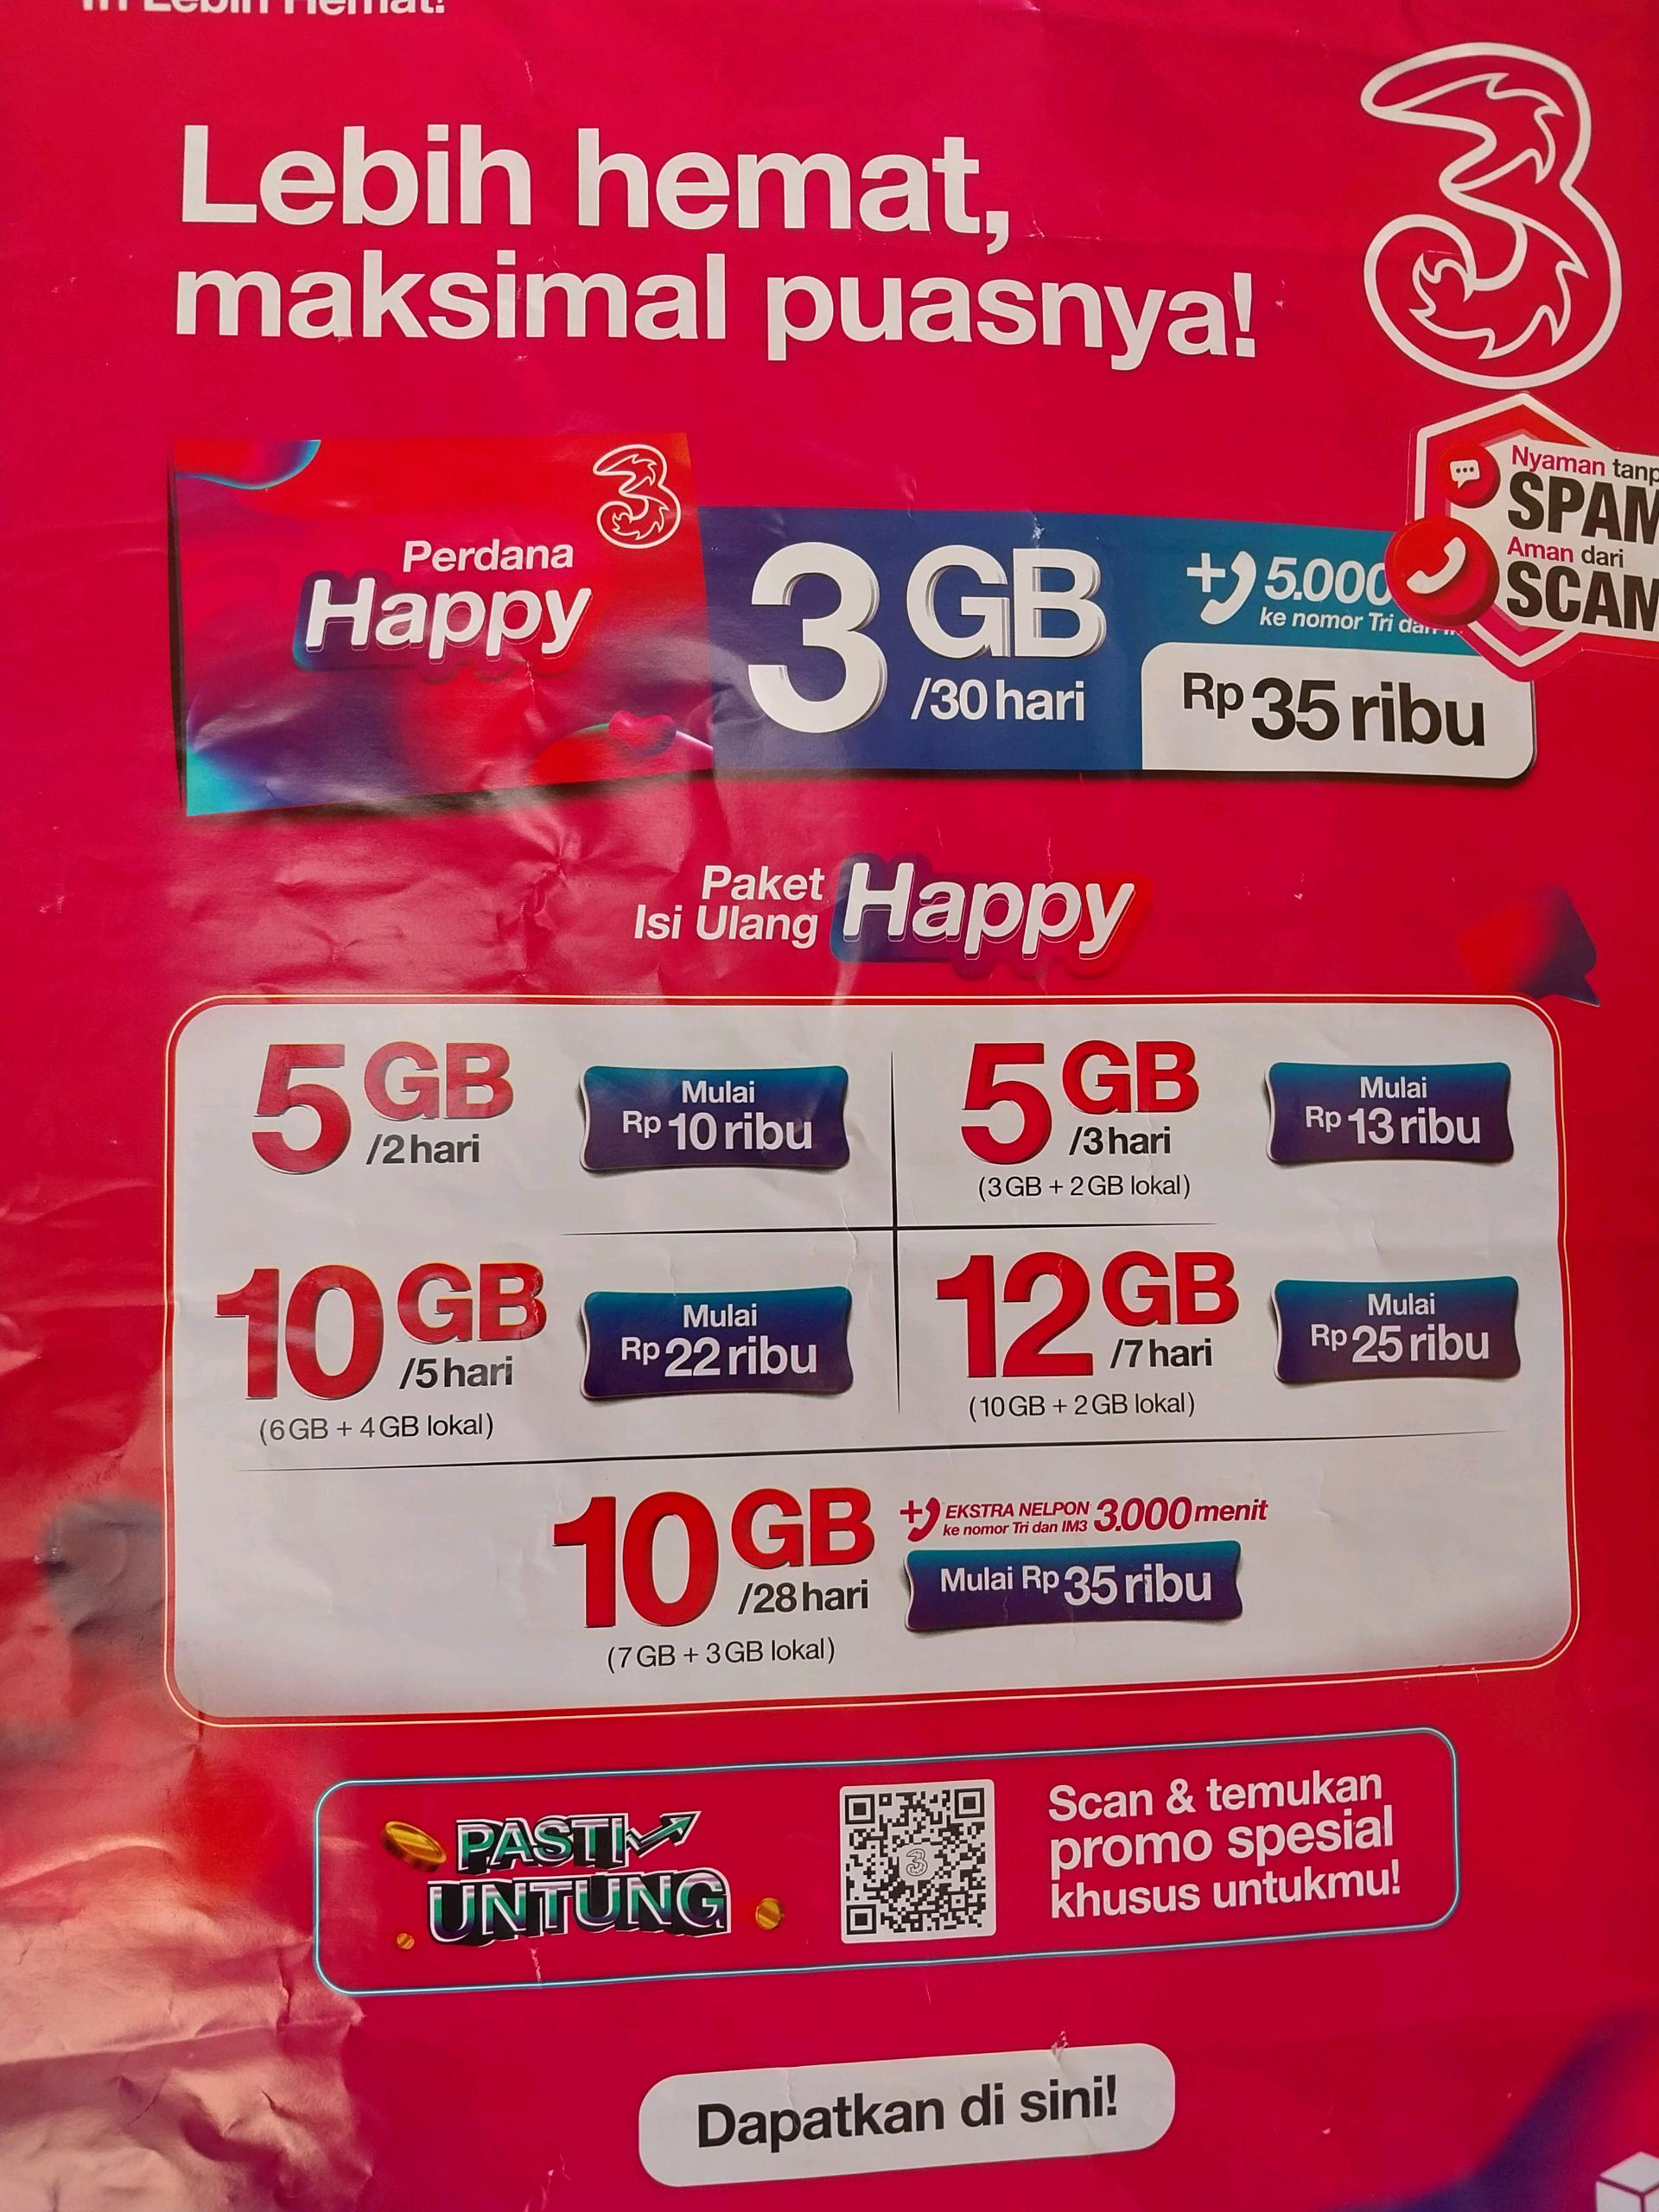 Lebih Hemat!
Lebih hemat,
maksimal puasnya!
Nyaman
SPAM
Aman dari
SCAM
Perdana
Happy
3 GB
/30 hari
+ 5.000
ke nomor Tri dan
Rp 35 ribu
Paket
Isi Ulang
Happy
5 GB
/2 hari
Mulai
Rp 10 ribu
5 GB
/3 hari
(3 GB + 2 GB lokal)
Mulai
Rp 13 ribu
10 GB
/5 hari
(6 GB + 4 GB lokal)
Mulai
Rp 22 ribu
12 GB
/7 hari
(10 GB + 2 GB lokal)
Mulai
Rp 25 ribu
10 GB
/28 hari
(7 GB + 3 GB lokal)
+ EKSTRA NELPON 3.000 menit
ke nomor Tri dan IM3
Mulai Rp 35 ribu
PASTI
UNTUNG
Scan & temukan
promo spesial
khusus untukmu!
Dapatkan di sini!